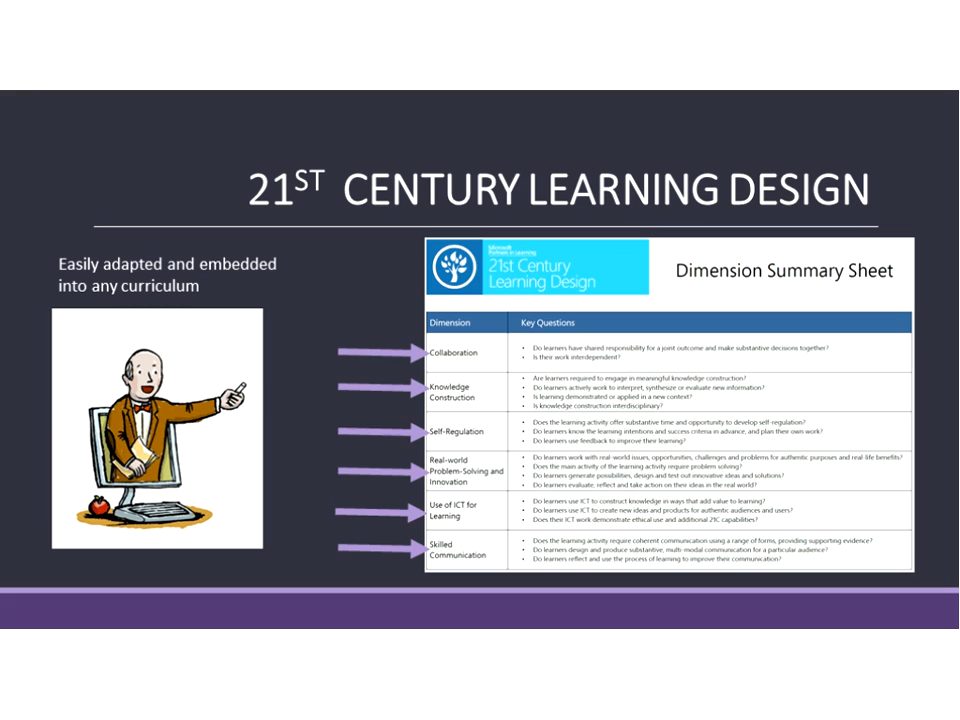 21ST CENTURY LEARNING DESIGN
Easily adapted and embedded
into any curriculum
Microsoft
Partners in Learning
21st Century
Learning Design
Dimension Summary Sheet
Dimension Key Questions
Collaboration
• Do learners have shared responsibility for a joint outcome and make substantive decisions together?
• Is their work interdependent?
Knowledge
Construction
• Are learners required to engage in meaningful knowledge construction?
• Do learners actively work to interpret, synthesize or evaluate new information?
• Is learning demonstrated or applied in a new context?
• Is knowledge construction interdisciplinary?
Self-Regulation
• Does the learning activity offer substantive time and opportunity to develop self-regulation?
• Do learners know the learning intentions and success criteria in advance, and plan their own work?
• Do learners use feedback to improve their learning?
Real-world
Problem-Solving and
Innovation
• Do learners work with real-world issues, opportunities, challenges and problems for authentic purposes and real-life benefits?
• Does the main activity of the learning activity require problem solving?
• Do learners generate possibilities, design and test out innovative ideas and solutions?
• Do learners evaluate, reflect and take action on their ideas in the real world?
Use of ICT for
Learning
• Do learners use ICT to construct knowledge in ways that add value to learning?
• Do learners use ICT to create new ideas and products for authentic audiences and users?
• Does their ICT work demonstrate ethical use and additional 21C capabilities?
Skilled
Communication
• Does the learning activity require coherent communication using a range of forms, providing supporting evidence?
• Do learners design and produce substantive, multi-modal communication for a particular audience?
• Do learners reflect and use the process of learning to improve their communication?